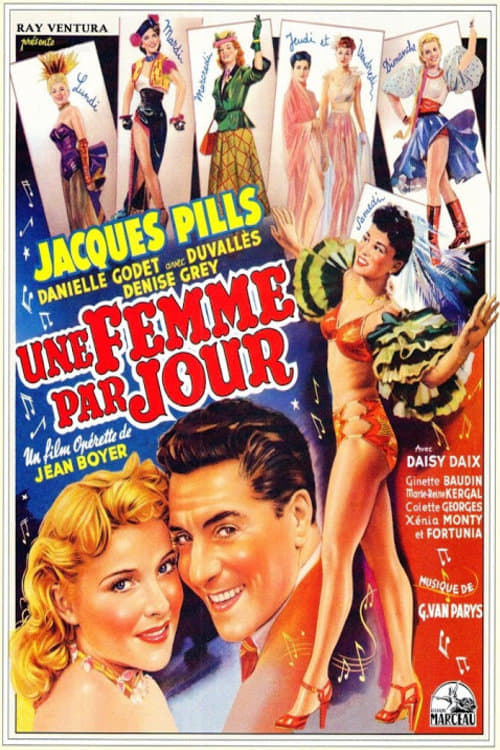 RAY VENTURA
présente
Lundi
Mardi
Mercredi
Jeudi et
Vendredi
Dimanche
Samedi
JACQUES PILLS
DANIELLE GODET avec DUVALLÈS
DENISE GREY
UNE FEMME
PAR JOUR
Un film Opérette de
JEAN BOYER
Avec
DAISY DAIX
Ginette BAUDIN
Marie-Reine KERGAL
Colette GEORGES
Xénia MONTY
et FORTUNIA
MUSIQUE DE
G. VAN PARYS
MARCEAU